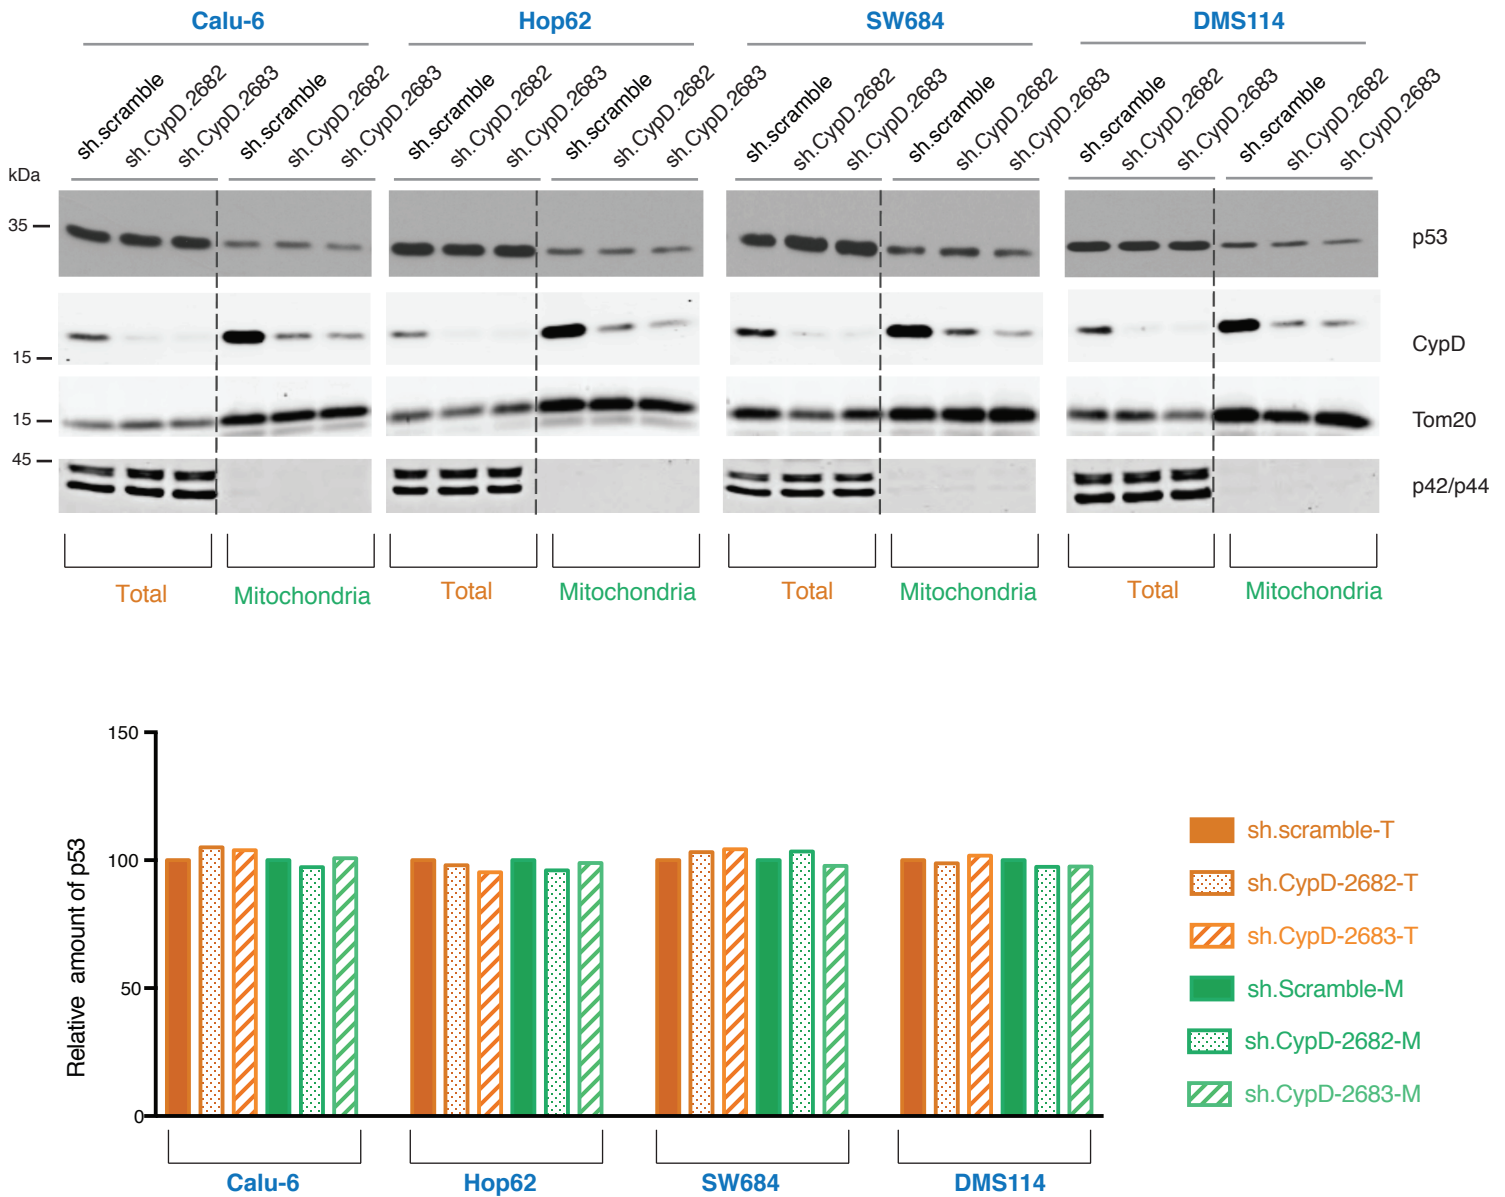 Calu-6 Hop62 SW684 DMS114
sh.scramble sh.CypD.2682 sh.CypD.2683 sh.scramble sh.CypD.2682 sh.CypD.2683 sh.scramble sh.CypD.2682 sh.CypD.2683 sh.scramble sh.CypD.2682 sh.CypD.2683 sh.scramble sh.CypD.2682 sh.CypD.2683 sh.scramble sh.CypD.2682 sh.CypD.2683 sh.scramble sh.CypD.2682 sh.CypD.2683 sh.scramble sh.CypD.2682 sh.CypD.2683
kDa
35
p53
15
CypD
15
Tom20
45
p42/p44
Total Mitochondria Total Mitochondria Total Mitochondria Total Mitochondria
150
100
50
0
Relative amount of p53
sh.scramble-T
sh.CypD-2682-T
sh.CypD-2683-T
sh.Scramble-M
sh.CypD-2682-M
sh.CypD-2683-M
Calu-6 Hop62 SW684 DMS114